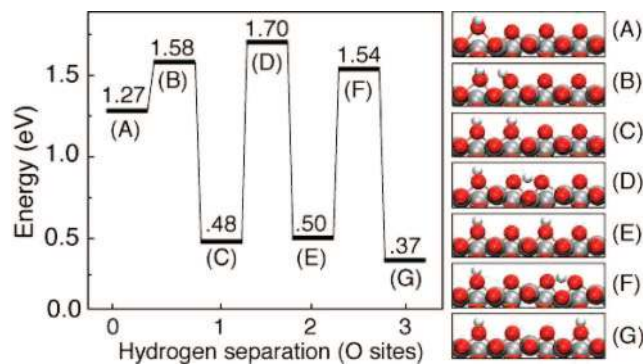 1.70
1.58
1.54
1.5
1.27
(A)
(B)
(D)
(F)
Energy (eV)
1.0
0.5
.48
.50
.37
(C)
(E)
(G)
0.0
0
1
2
3
Hydrogen separation (O sites)
(A)
(B)
(C)
(D)
(E)
(F)
(G)